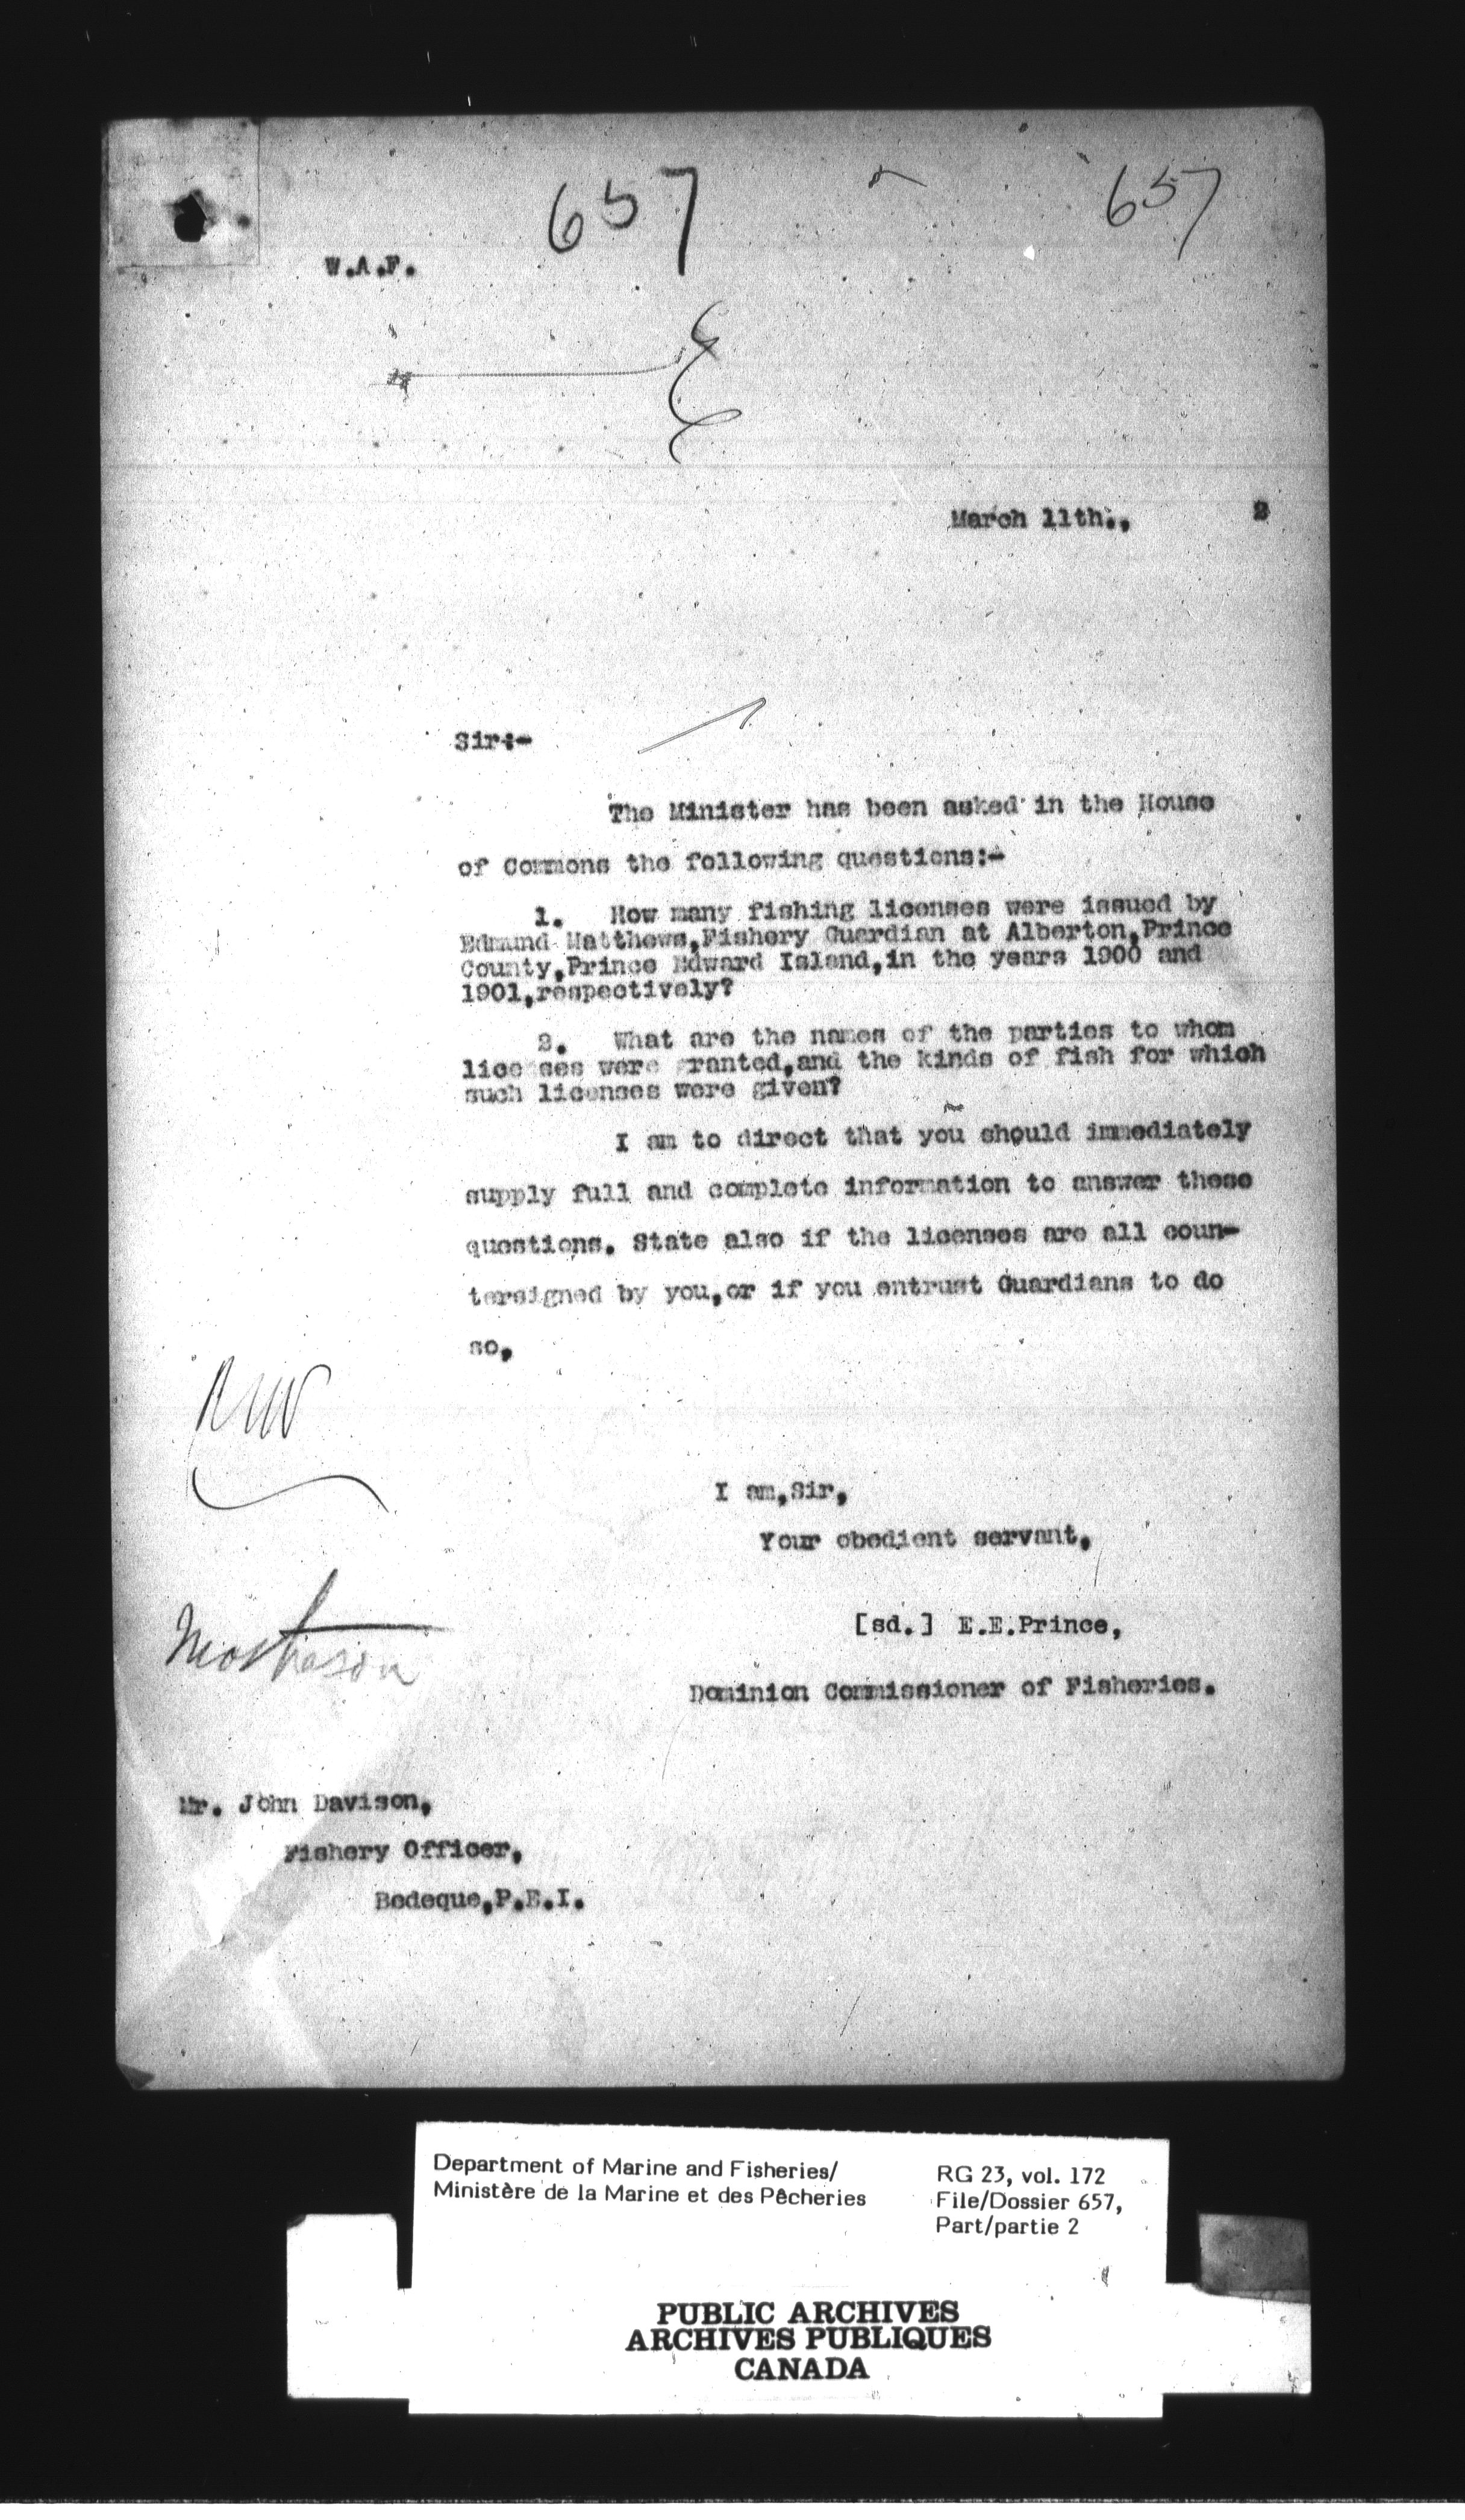 657
657
W.A.F.
March 11th., 2
Sir:-
The Minister has been asked in the House
of Commons the following questions:-
1. How many fishing licenses were issued by
Edmund Matthews,Fishery Guardian at Alberton,Prince
County,Prince Edward Island,in the years 1900 and
1901,respectively?
2. What are the names of the parties to whom
lice ses were ranted,and the kinds of fish for which
such licenses were given?
I am to direct that you should immediately
supply full and complete information to answer these
questions. State also if the licenses are all coun-
tersigned by you,or if you entrust Guardians to do
so,
I am,Sir,
Your obedient servant,
[sd.] E.E.Prince,
Dominion Commissioner of Fisheries.
Mr. John Davison,
Fishery Officer,
Bedeque,P.E.I.
Department of Marine and Fisheries/
Ministère de la Marine et des Pêcheries
RG 23, vol. 172
File/Dossier 657,
Part/partie 2
PUBLIC ARCHIVES
ARCHIVES PUBLIQUES
CANADA